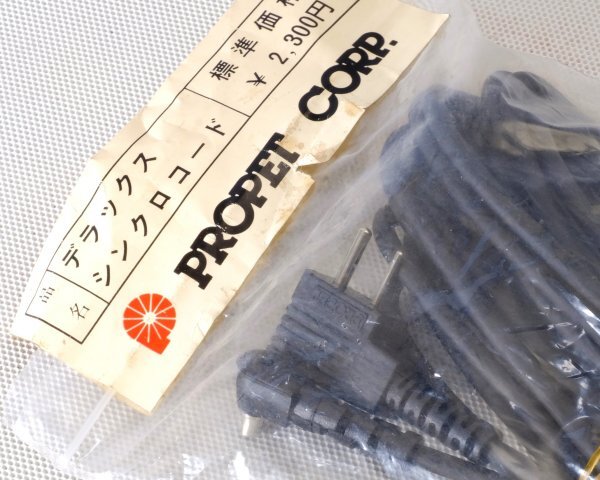 品名
デラックス
シンクロコード
標準価格
¥ 2,300円
PROPET CORP.